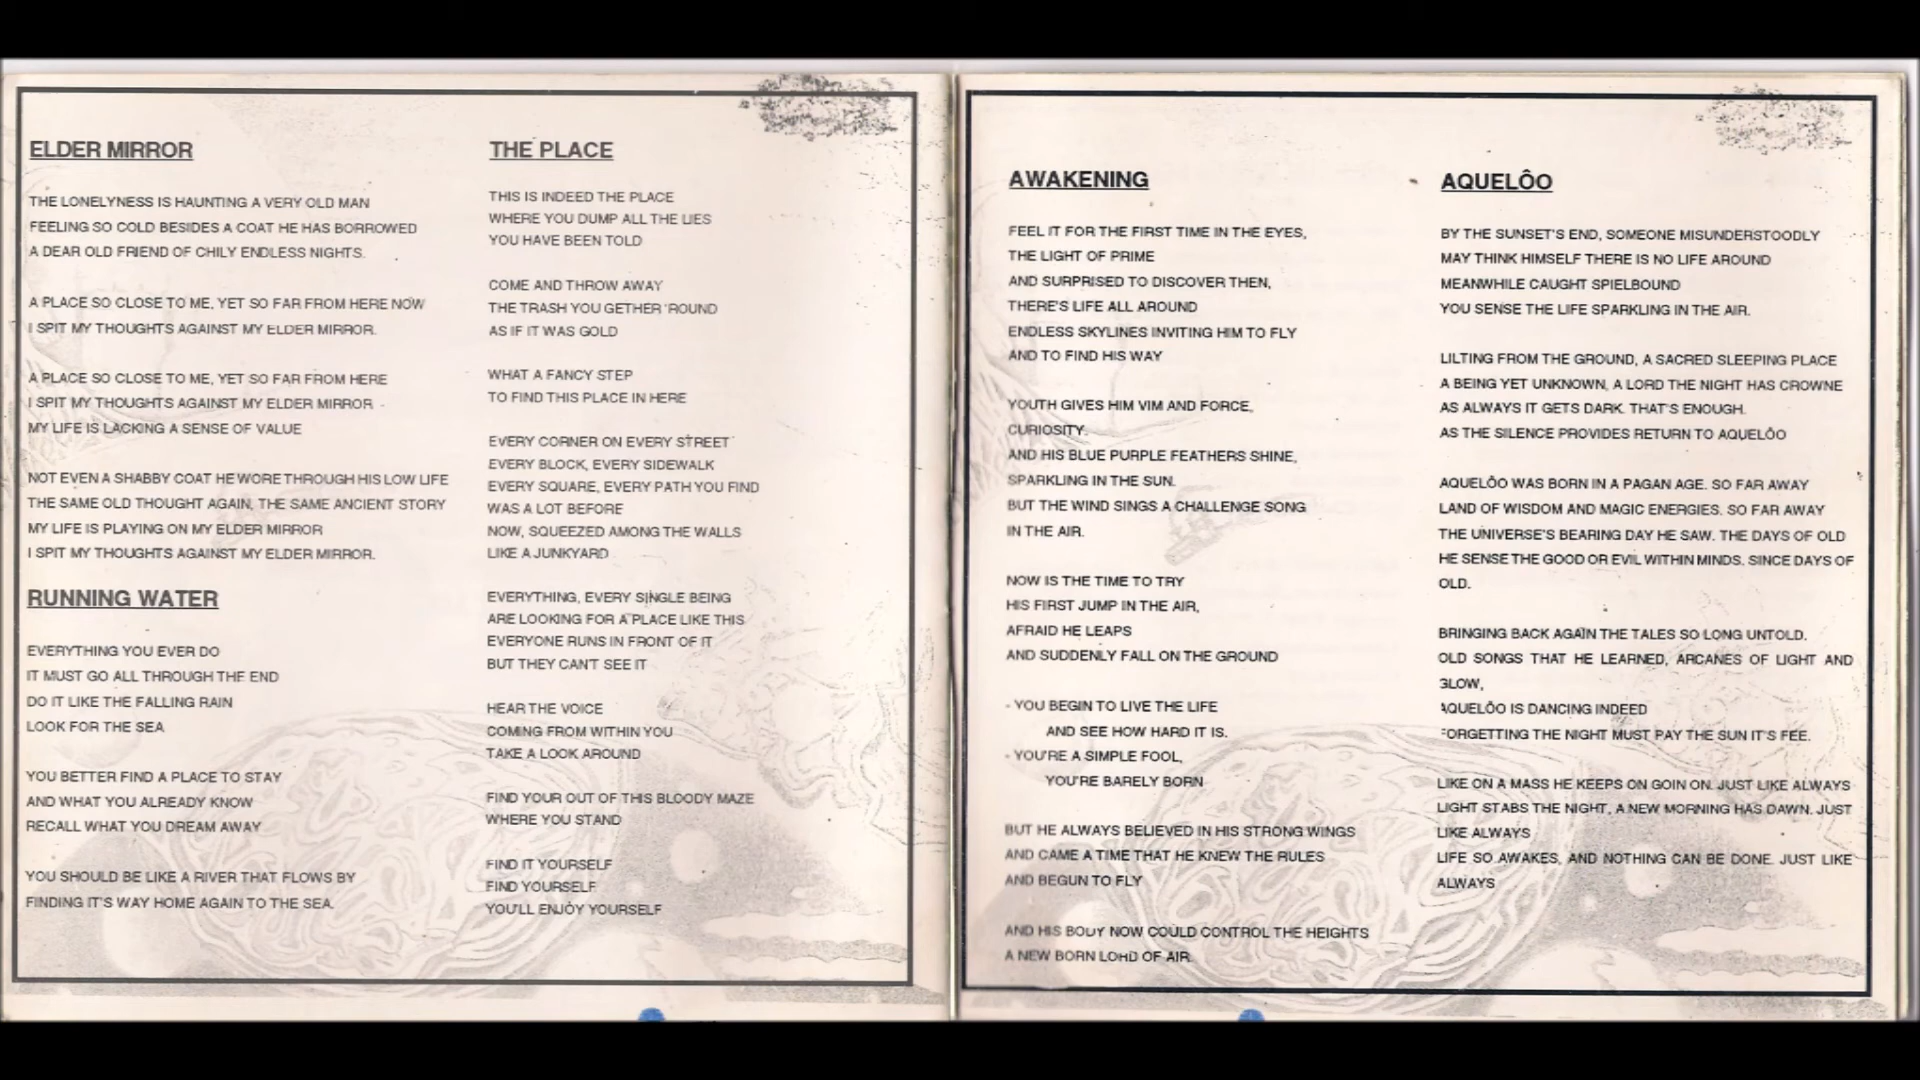 ELDER MIRROR
THE LONELYNESS IS HAUNTING A VERY OLD MAN
FEELING SO COLD BESIDES A COAT HE HAS BORROWED
A DEAR OLD FRIEND OF CHILY ENDLESS NIGHTS.
A PLACE SO CLOSE TO ME, YET SO FAR FROM HERE NOW
I SPIT MY THOUGHTS AGAINST MY ELDER MIRROR.
A PLACE SO CLOSE TO ME, YET SO FAR FROM HERE
I SPIT MY THOUGHTS AGAINST MY ELDER MIRROR
MY LIFE IS LACKING A SENSE OF VALUE
NOT EVEN A SHABBY COAT HE WORE THROUGH HIS LOW LIFE
THE SAME OLD THOUGHT AGAIN, THE SAME ANCIENT STORY
MY LIFE IS PLAYING ON MY ELDER MIRROR
I SPIT MY THOUGHTS AGAINST MY ELDER MIRROR.
RUNNING WATER
EVERYTHING YOU EVER DO
IT MUST GO ALL THROUGH THE END
DO IT LIKE THE FALLING RAIN
LOOK FOR THE SEA
YOU BETTER FIND A PLACE TO STAY
AND WHAT YOU ALREADY KNOW
RECALL WHAT YOU DREAM AWAY
YOU SHOULD BE LIKE A RIVER THAT FLOWS BY
FINDING IT'S WAY HOME AGAIN TO THE SEA.
THE PLACE
THIS IS INDEED THE PLACE
WHERE YOU DUMP ALL THE LIES
YOU HAVE BEEN TOLD
COME AND THROW AWAY
THE TRASH YOU GETHER 'ROUND
AS IF IT WAS GOLD
WHAT A FANCY STEP
TO FIND THIS PLACE IN HERE
EVERY CORNER ON EVERY STREET
EVERY BLOCK, EVERY SIDEWALK
EVERY SQUARE, EVERY PATH YOU FIND
WAS A LOT BEFORE
NOW, SQUEEZED AMONG THE WALLS
LIKE A JUNKYARD
EVERYTHING, EVERY SINGLE BEING
ARE LOOKING FOR A PLACE LIKE THIS
EVERYONE RUNS IN FRONT OF IT
BUT THEY CAN'T SEE IT
HEAR THE VOICE
COMING FROM WITHIN YOU
TAKE A LOOK AROUND
FIND YOUR OUT OF THIS BLOODY MAZE
WHERE YOU STAND
FIND IT YOURSELF
FIND YOURSELF
YOU'LL ENJOY YOURSELF
AWAKENING
FEEL IT FOR THE FIRST TIME IN THE EYES,
THE LIGHT OF PRIME
AND SURPRISED TO DISCOVER THEN,
THERE'S LIFE ALL AROUND
ENDLESS SKYLINES INVITING HIM TO FLY
AND TO FIND HIS WAY
YOUTH GIVES HIM VIM AND FORCE,
CURIOSITY.
AND HIS BLUE PURPLE FEATHERS SHINE,
SPARKLING IN THE SUN.
BUT THE WIND SINGS A CHALLENGE SONG
IN THE AIR.
NOW IS THE TIME TO TRY
HIS FIRST JUMP IN THE AIR,
AFRAID HE LEAPS
AND SUDDENLY FALL ON THE GROUND
- YOU BEGIN TO LIVE THE LIFE
AND SEE HOW HARD IT IS.
- YOU'RE A SIMPLE FOOL,
YOU'RE BARELY BORN
BUT HE ALWAYS BELIEVED IN HIS STRONG WINGS
AND CAME A TIME THAT HE KNEW THE RULES
AND BEGUN TO FLY
AND HIS BODY NOW COULD CONTROL THE HEIGHTS
A NEW BORN LORD OF AIR.
AQUELÔO
BY THE SUNSET'S END, SOMEONE MISUNDERSTOODLY
MAY THINK HIMSELF THERE IS NO LIFE AROUND
MEANWHILE CAUGHT SPIELBOUND
YOU SENSE THE LIFE SPARKLING IN THE AIR.
LILTING FROM THE GROUND, A SACRED SLEEPING PLACE
A BEING YET UNKNOWN, A LORD THE NIGHT HAS CROWNE
AS ALWAYS IT GETS DARK. THAT'S ENOUGH.
AS THE SILENCE PROVIDES RETURN TO AQUELÔO
AQUELÔO WAS BORN IN A PAGAN AGE. SO FAR AWAY
LAND OF WISDOM AND MAGIC ENERGIES. SO FAR AWAY
THE UNIVERSE'S BEARING DAY HE SAW. THE DAYS OF OLD
HE SENSE THE GOOD OR EVIL WITHIN MINDS. SINCE DAYS OF
OLD.
BRINGING BACK AGAIN THE TALES SO LONG UNTOLD.
OLD SONGS THAT HE LEARNED, ARCANES OF LIGHT AND
GLOW,
AQUELÔO IS DANCING INDEED
FORGETTING THE NIGHT MUST PAY THE SUN IT'S FEE.
LIKE ON A MASS HE KEEPS ON GOIN ON. JUST LIKE ALWAYS
LIGHT STABS THE NIGHT, A NEW MORNING HAS DAWN. JUST
LIKE ALWAYS
LIFE SO AWAKES, AND NOTHING CAN BE DONE. JUST LIKE
ALWAYS